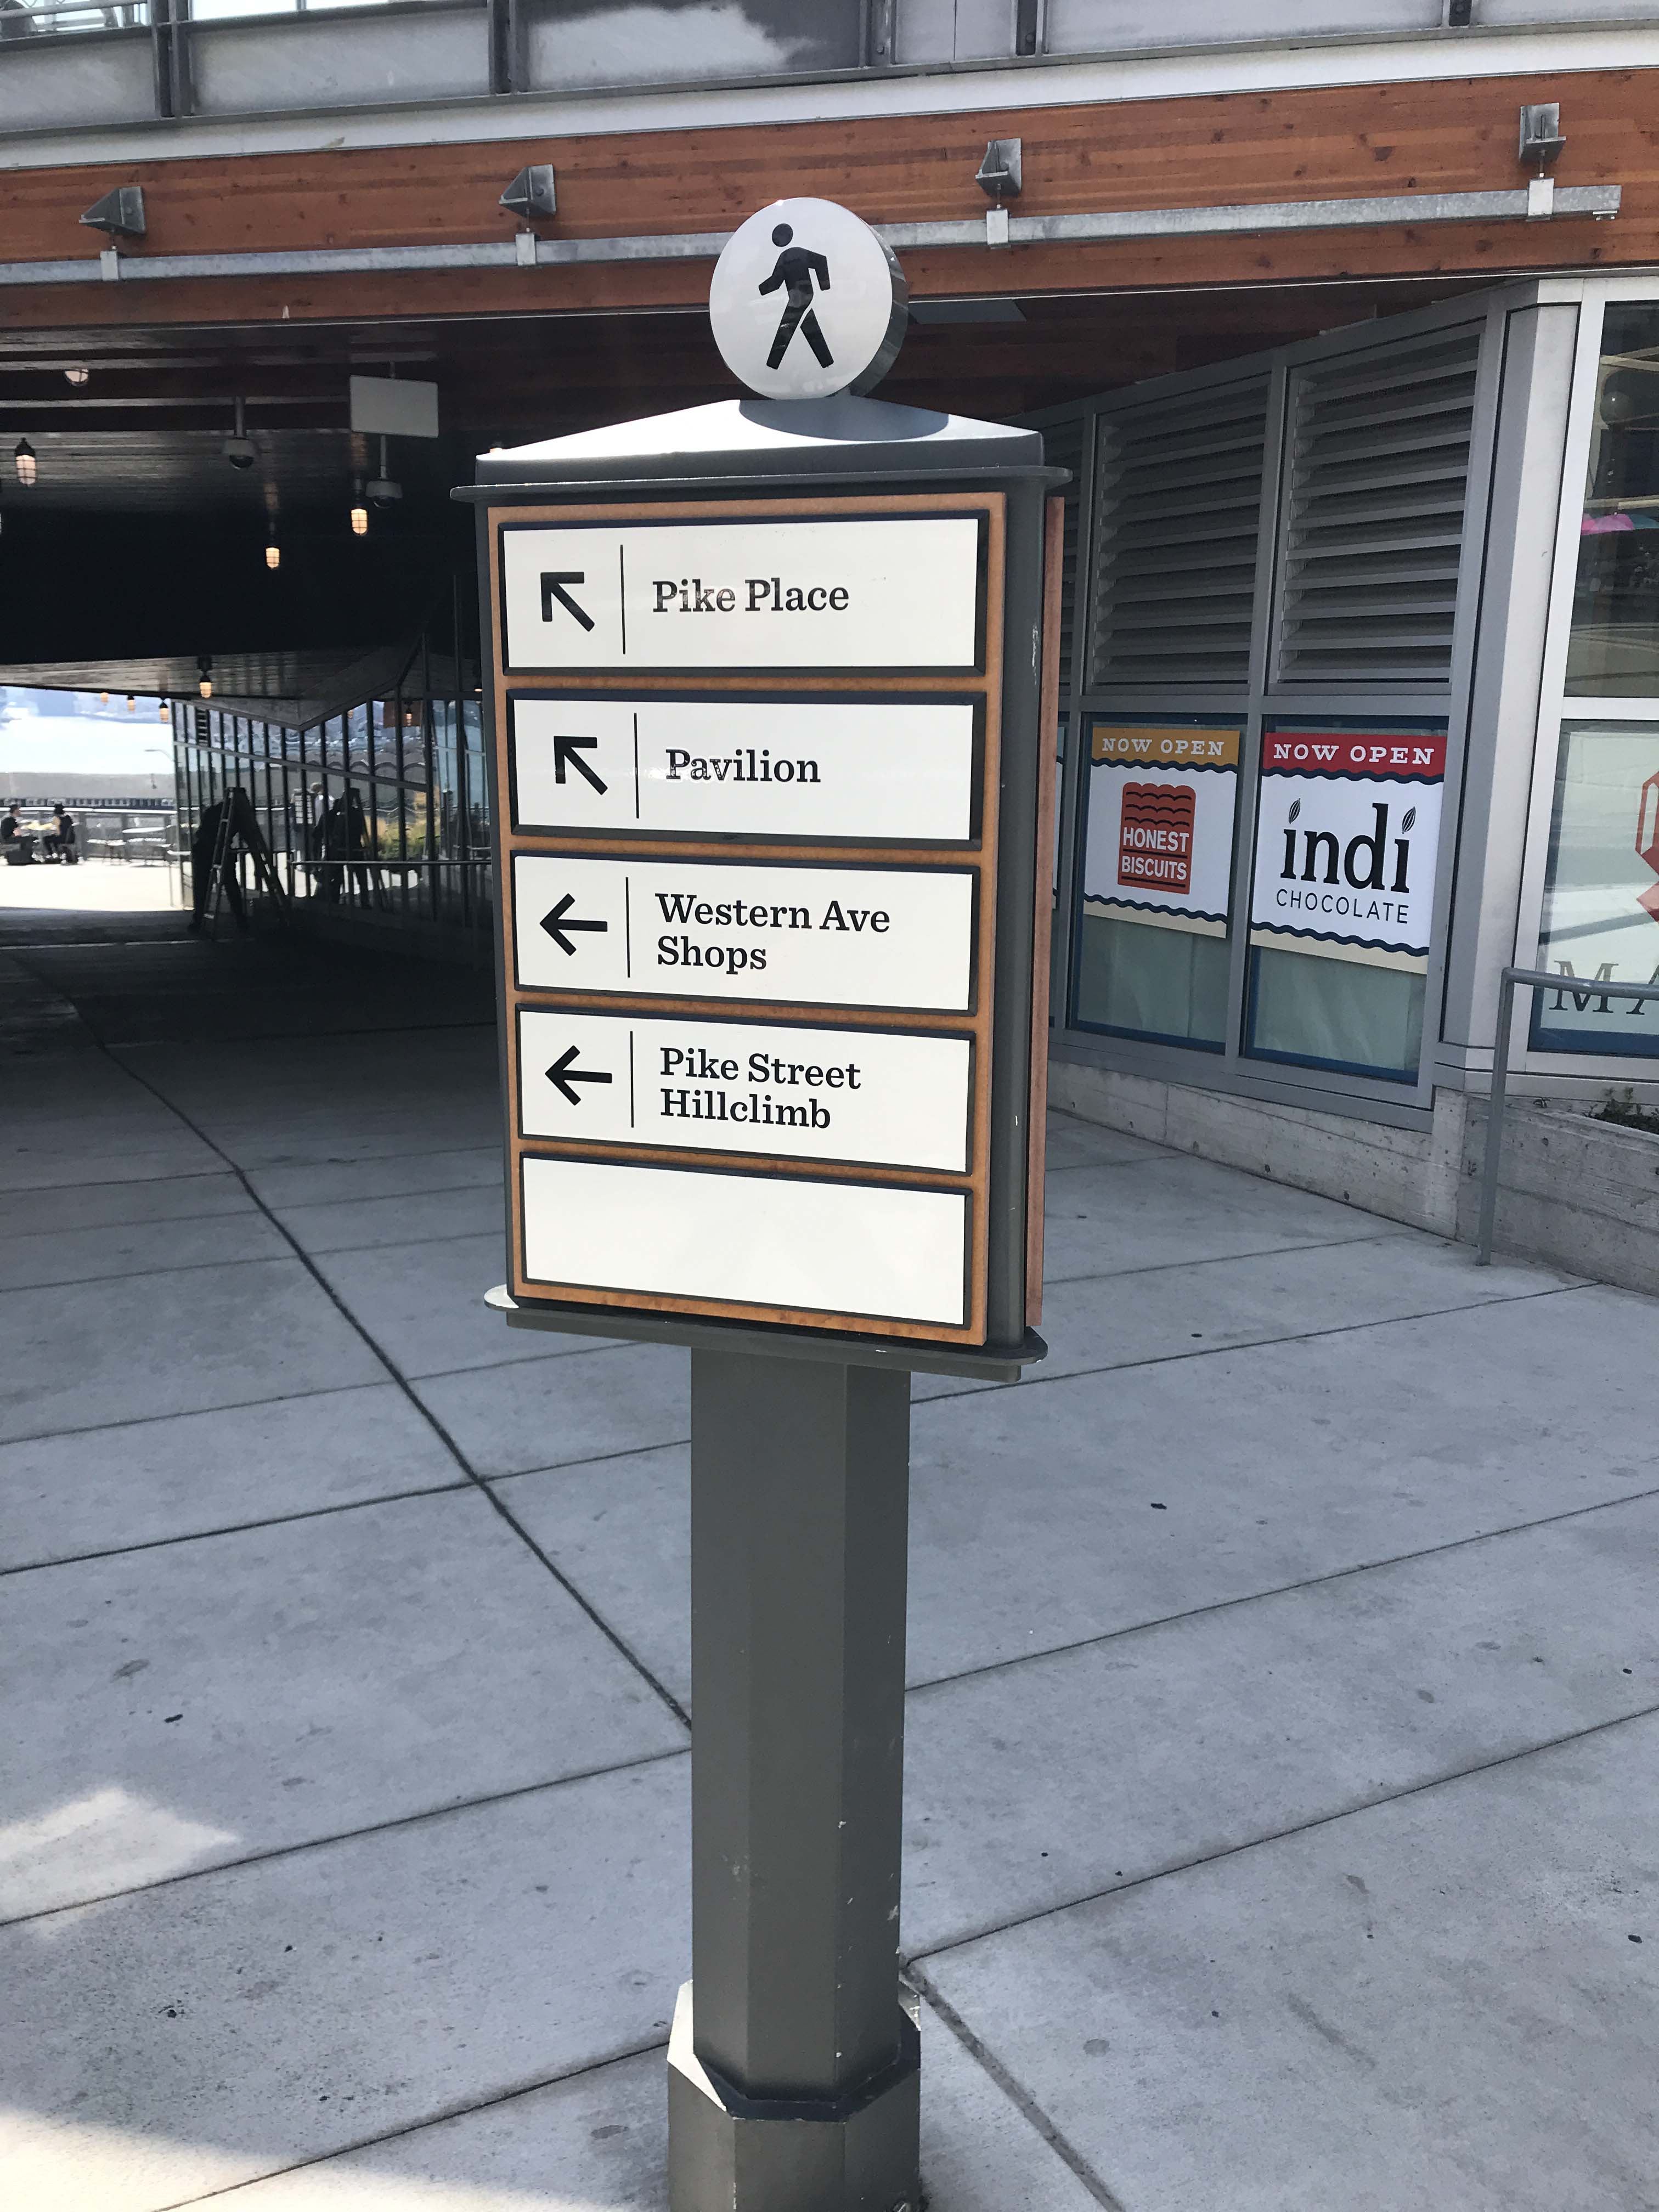 Pike Place
Pavilion
Western Ave
Shops
Pike Street
Hillclimb
NOW OPEN
HONEST
BISCUITS
NOW OPEN
indi
CHOCOLATE